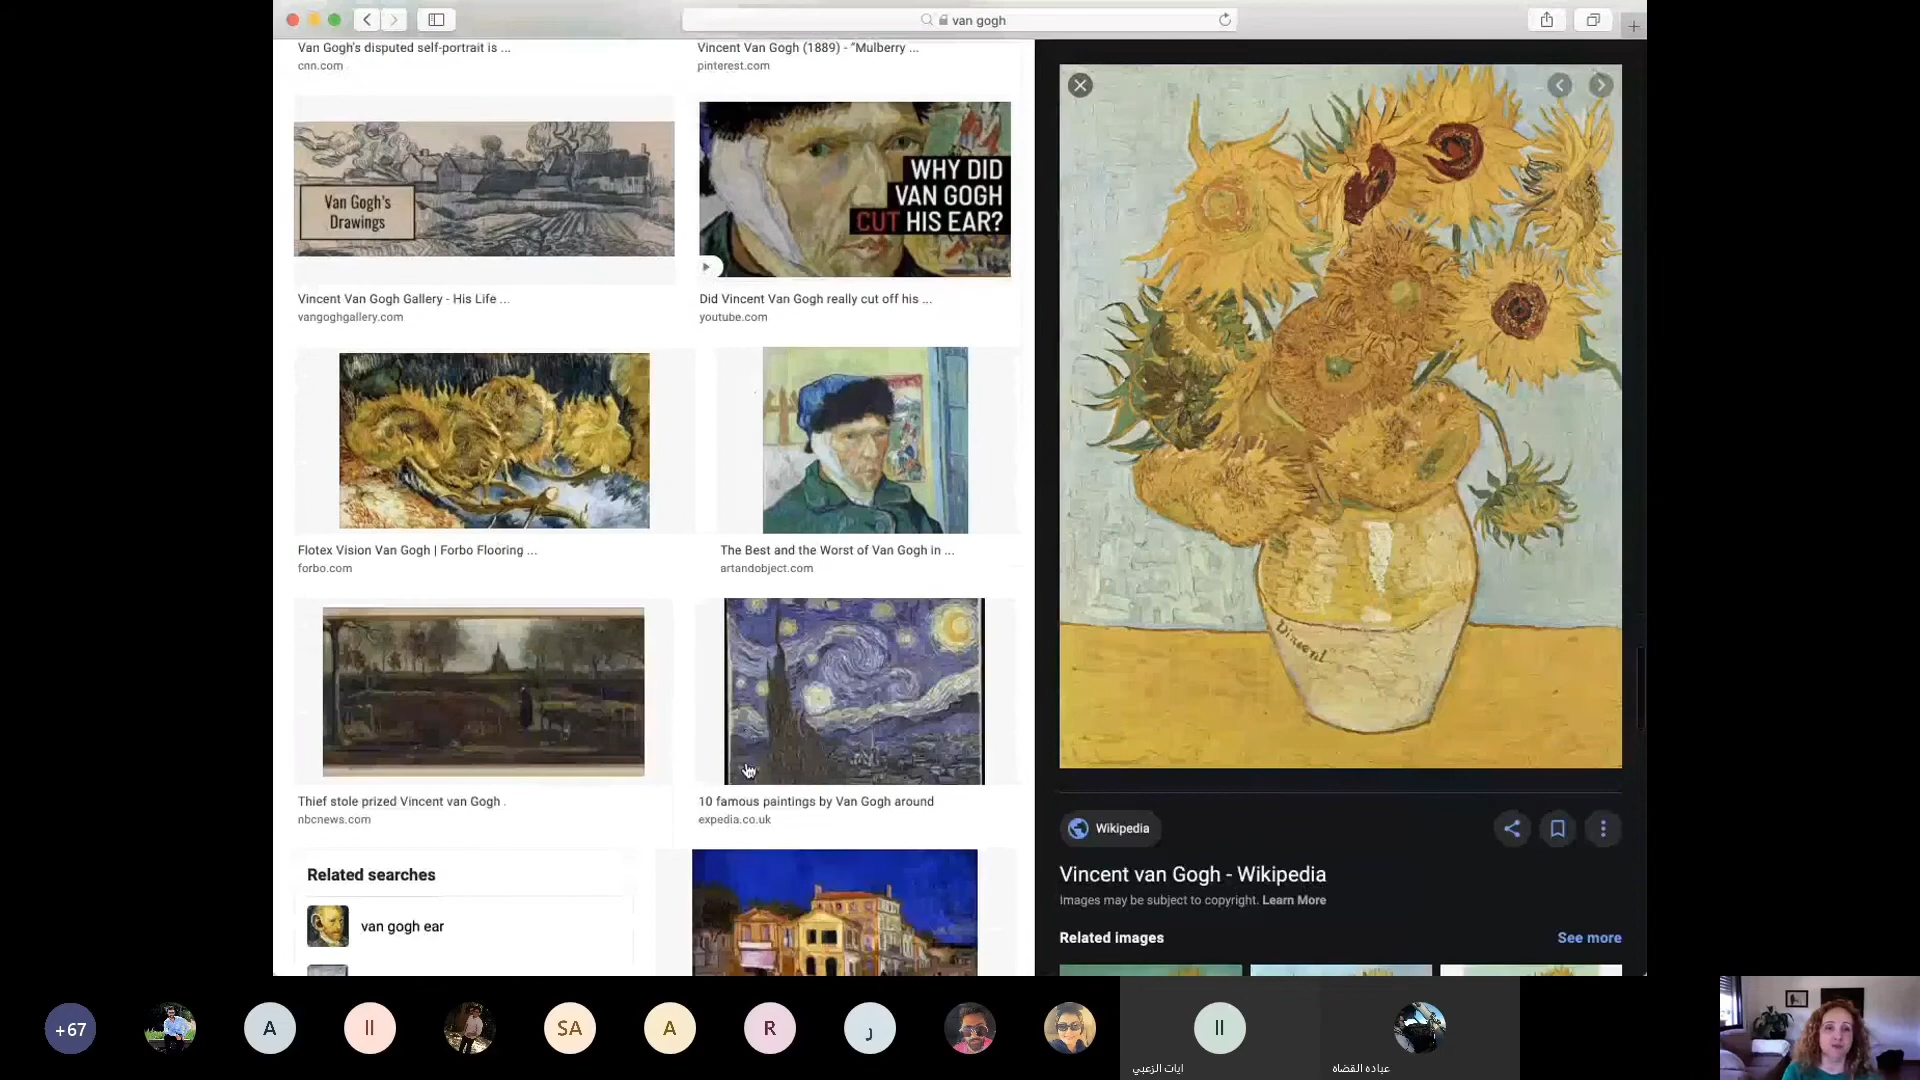 van gogh
Van Gogh's disputed self-portrait is ...
cnn.com
Vincent Van Gogh (1889) - "Mulberry ...
pinterest.com
Van Gogh's
Drawings
WHY DID
VAN GOGH
CUT HIS EAR?
Vincent Van Gogh Gallery - His Life ...
vangoghgallery.com
Did Vincent Van Gogh really cut off his ...
youtube.com
Flotex Vision Van Gogh | Forbo Flooring ...
forbo.com
The Best and the Worst of Van Gogh in ...
artandobject.com
Thief stole prized Vincent van Gogh .
nbcnews.com
10 famous paintings by Van Gogh around
expedia.co.uk
Related searches
van gogh ear
Vincent
Wikipedia
Vincent van Gogh - Wikipedia
Images may be subject to copyright. Learn More
Related images
See more
+67
A
II
SA
A
R
ر
II
ايات الزعبي
عباده القضاه